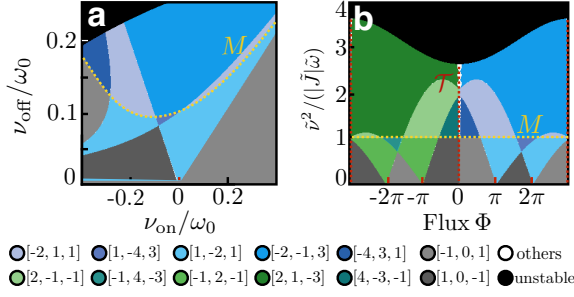 a
b
ν_off/ω_0
0.2
0.1
0
M
-0.2
0
0.2
ν_on/ω_0
ν̃²/(|J̃|ω̃)
4
3
2
1
0
𝒯
M
-2π -π 0 π 2π
Flux Φ
[-2, 1, 1] [1, -4, 3] [1, -2, 1] [-2, -1, 3] [-4, 3, 1] [-1, 0, 1] others
[2, -1, -1] [-1, 4, -3] [-1, 2, -1] [2, 1, -3] [4, -3, -1] [1, 0, -1] unstable